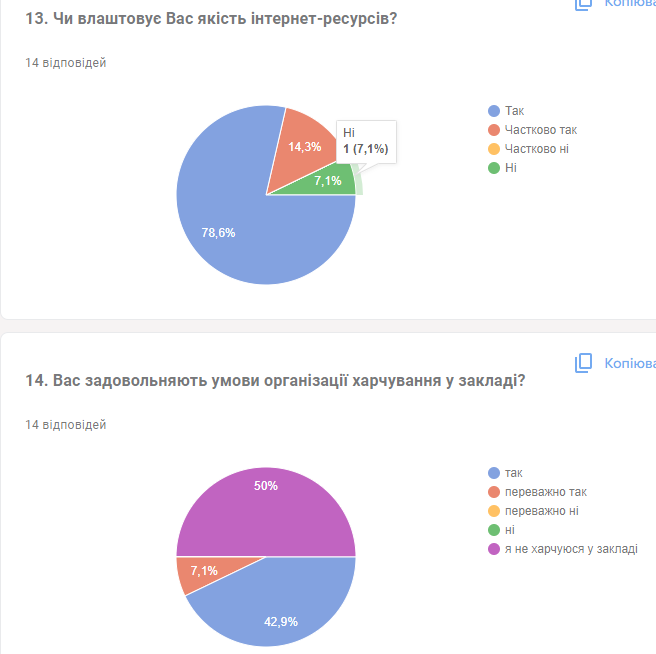 Копіюва
13. Чи влаштовує Вас якість інтернет-ресурсів?
14 відповідей
Так
Частково так
Частково ні
Ні
Ні
1 (7,1%)
14,3%
7,1%
78,6%
Копіюва
14. Вас задовольняють умови організації харчування у закладі?
14 відповідей
так
переважно так
переважно ні
ні
я не харчуюся у закладі
50%
7,1%
42,9%